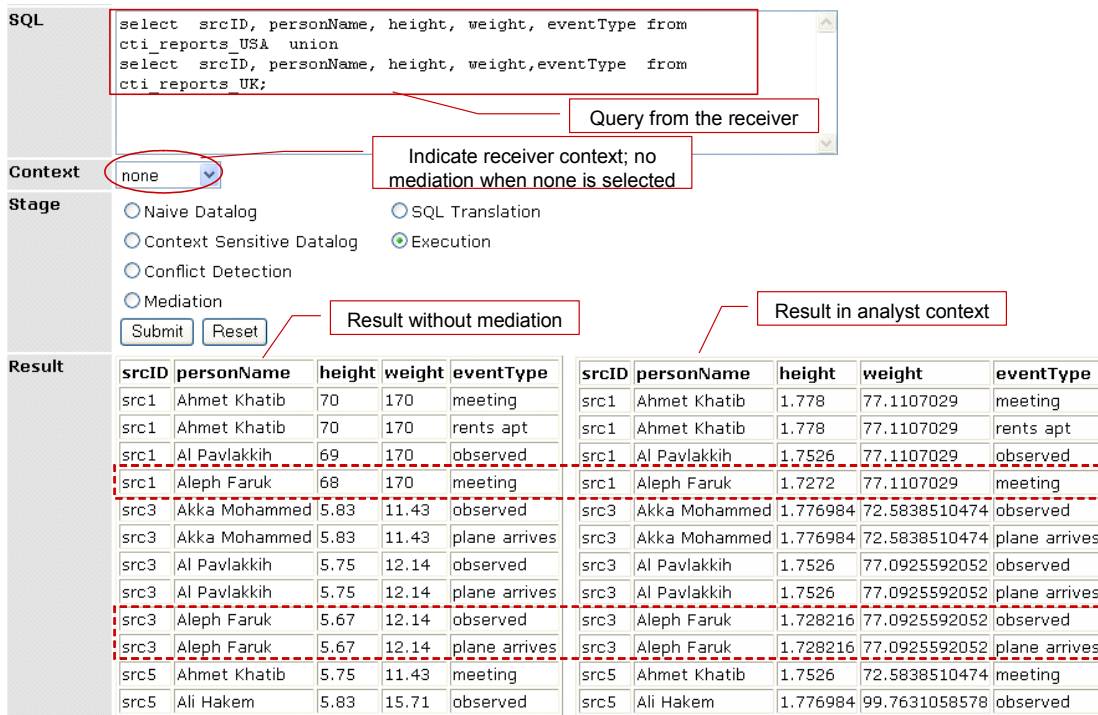 SQL
select srcID, personName, height, weight, eventType from
cti_reports_USA union
select srcID, personName, height, weight,eventType from
cti_reports_UK;
Query from the receiver
Indicate receiver context; no
mediation when none is selected
Context
none
Stage
Naive Datalog
SQL Translation
Context Sensitive Datalog
Execution
Conflict Detection
Mediation
Submit
Reset
Result without mediation
Result in analyst context
Result
srcID personName height weight eventType
src1 Ahmet Khatib 70 170 meeting
src1 Ahmet Khatib 70 170 rents apt
src1 Al Pavlakkih 69 170 observed
src1 Aleph Faruk 68 170 meeting
src3 Akka Mohammed 5.83 11.43 observed
src3 Akka Mohammed 5.83 11.43 plane arrives
src3 Al Pavlakkih 5.75 12.14 observed
src3 Al Pavlakkih 5.75 12.14 plane arrives
src3 Aleph Faruk 5.67 12.14 observed
src3 Aleph Faruk 5.67 12.14 plane arrives
src5 Ahmet Khatib 5.75 11.43 meeting
src5 Ali Hakem 5.83 15.71 observed
srcID personName height weight eventType
src1 Ahmet Khatib 1.778 77.1107029 meeting
src1 Ahmet Khatib 1.778 77.1107029 rents apt
src1 Al Pavlakkih 1.7526 77.1107029 observed
src1 Aleph Faruk 1.7272 77.1107029 meeting
src3 Akka Mohammed 1.776984 72.5838510474 observed
src3 Akka Mohammed 1.776984 72.5838510474 plane arrives
src3 Al Pavlakkih 1.7526 77.0925592052 observed
src3 Al Pavlakkih 1.7526 77.0925592052 plane arrives
src3 Aleph Faruk 1.728216 77.0925592052 observed
src3 Aleph Faruk 1.728216 77.0925592052 plane arrives
src5 Ahmet Khatib 1.7526 72.5838510474 meeting
src5 Ali Hakem 1.776984 99.7631058578 observed